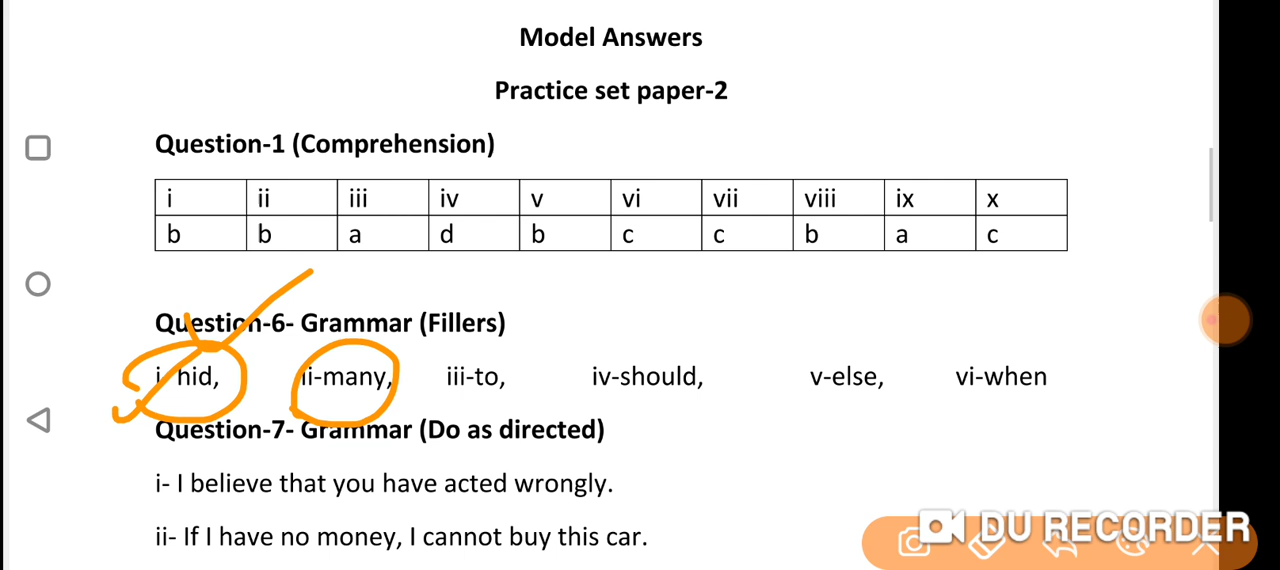 Model Answers
Practice set paper-2
Question-1 (Comprehension)
i ii iii iv v vi vii viii ix x
b b a d b c c b a c
Question-6- Grammar (Fillers)
i-hid, ii-many, iii-to, iv-should, v-else, vi-when
Question-7- Grammar (Do as directed)
i- I believe that you have acted wrongly.
ii- If I have no money, I cannot buy this car.
DU RECORDER